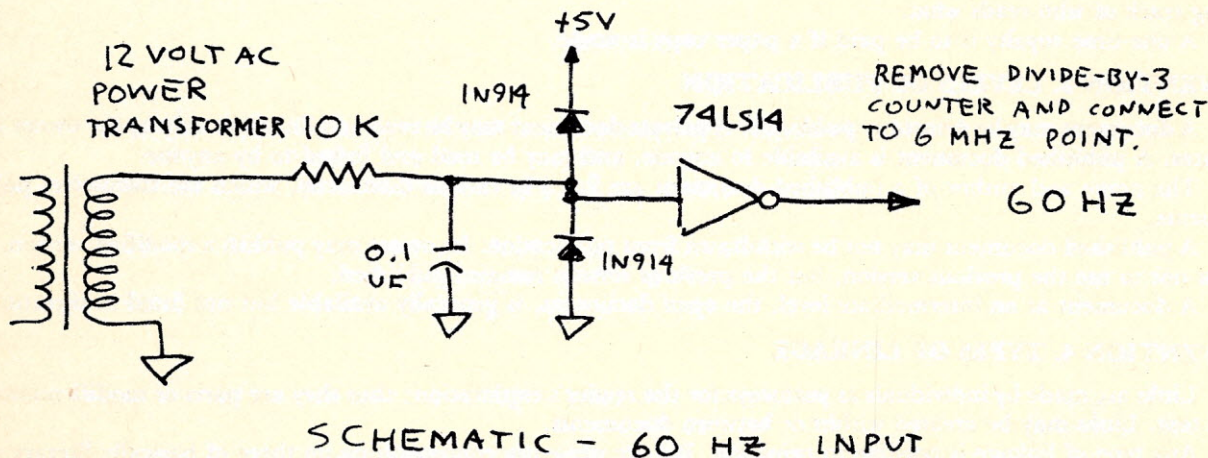 +5V
12 VOLT AC
POWER
TRANSFORMER
10 K
1N914
74LS14
REMOVE DIVIDE-BY-3
COUNTER AND CONNECT
TO 6 MHZ POINT.
60 HZ
0.1
UF
1N914
SCHEMATIC - 60 HZ INPUT